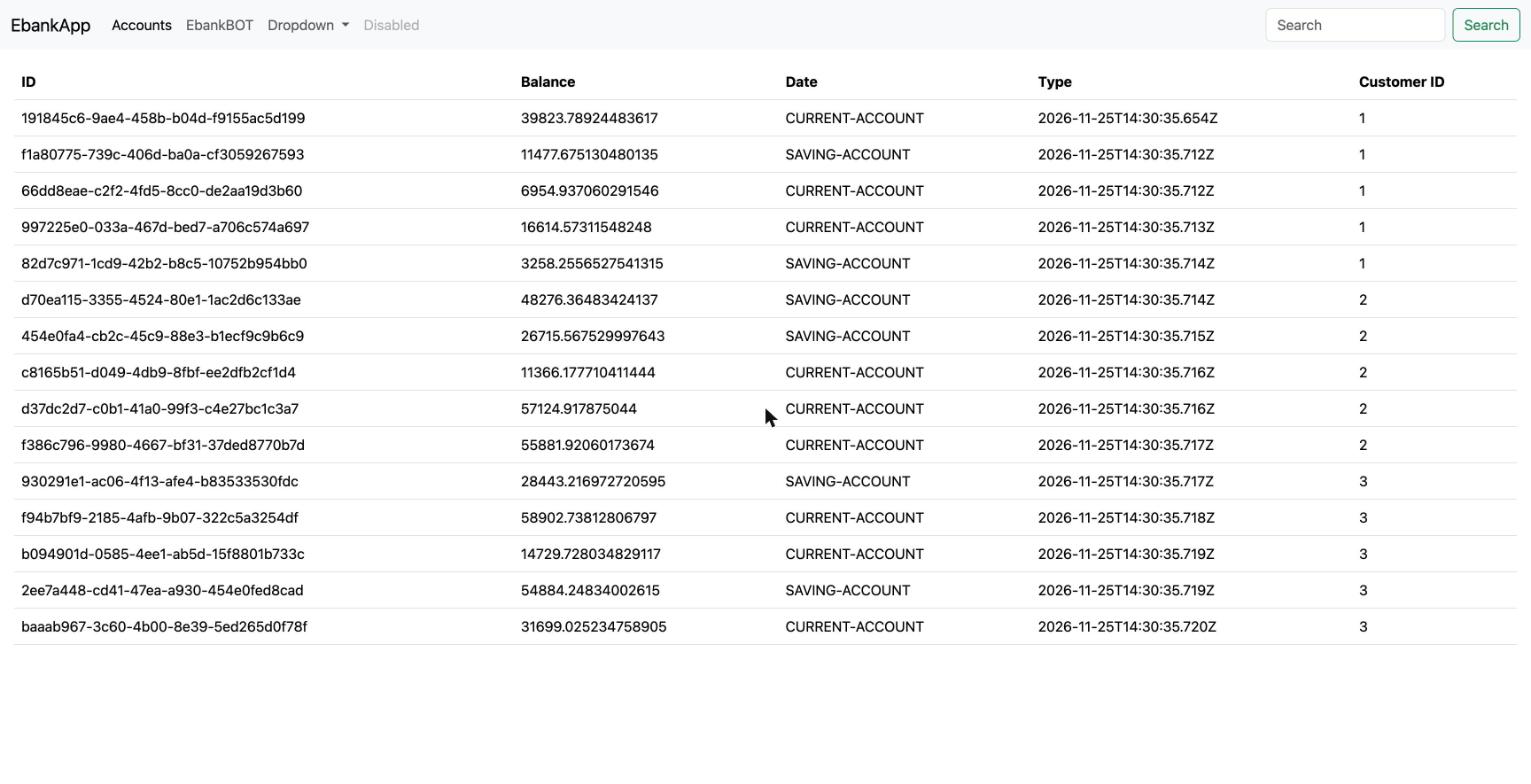 EbankApp Accounts EbankBOT Dropdown Disabled Search Search
ID Balance Date Type Customer ID
191845c6-9ae4-458b-b04d-f9155ac5d199 39823.78924483617 CURRENT-ACCOUNT 2026-11-25T14:30:35.654Z 1
f1a80775-739c-406d-ba0a-cf3059267593 11477.675130480135 SAVING-ACCOUNT 2026-11-25T14:30:35.712Z 1
66dd8eae-c2f2-4fd5-8cc0-de2aa19d3b60 6954.937060291546 CURRENT-ACCOUNT 2026-11-25T14:30:35.712Z 1
997225e0-033a-467d-bed7-a706c574a697 16614.57311548248 CURRENT-ACCOUNT 2026-11-25T14:30:35.713Z 1
82d7c971-1cd9-42b2-b8c5-10752b954bb0 3258.2556527541315 SAVING-ACCOUNT 2026-11-25T14:30:35.714Z 1
d70ea115-3355-4524-80e1-1ac2d6c133ae 48276.36483424137 SAVING-ACCOUNT 2026-11-25T14:30:35.714Z 2
454e0fa4-cb2c-45c9-88e3-b1ecf9c9b6c9 26715.567529997643 SAVING-ACCOUNT 2026-11-25T14:30:35.715Z 2
c8165b51-d049-4db9-8fbf-ee2dfb2cf1d4 11366.177710411444 CURRENT-ACCOUNT 2026-11-25T14:30:35.716Z 2
d37dc2d7-c0b1-41a0-99f3-c4e27bc1c3a7 57124.917875044 CURRENT-ACCOUNT 2026-11-25T14:30:35.716Z 2
f386c796-9980-4667-bf31-37ded8770b7d 55881.92060173674 CURRENT-ACCOUNT 2026-11-25T14:30:35.717Z 2
930291e1-ac06-4f13-afe4-b83533530fdc 28443.216972720595 SAVING-ACCOUNT 2026-11-25T14:30:35.717Z 3
f94b7bf9-2185-4afb-9b07-322c5a3254df 58902.73812806797 CURRENT-ACCOUNT 2026-11-25T14:30:35.718Z 3
b094901d-0585-4ee1-ab5d-15f8801b733c 14729.728034829117 CURRENT-ACCOUNT 2026-11-25T14:30:35.719Z 3
2ee7a448-cd41-47ea-a930-454e0fed8cad 54884.24834002615 SAVING-ACCOUNT 2026-11-25T14:30:35.719Z 3
baaab967-3c60-4b00-8e39-5ed265d0f78f 31699.025234758905 CURRENT-ACCOUNT 2026-11-25T14:30:35.720Z 3